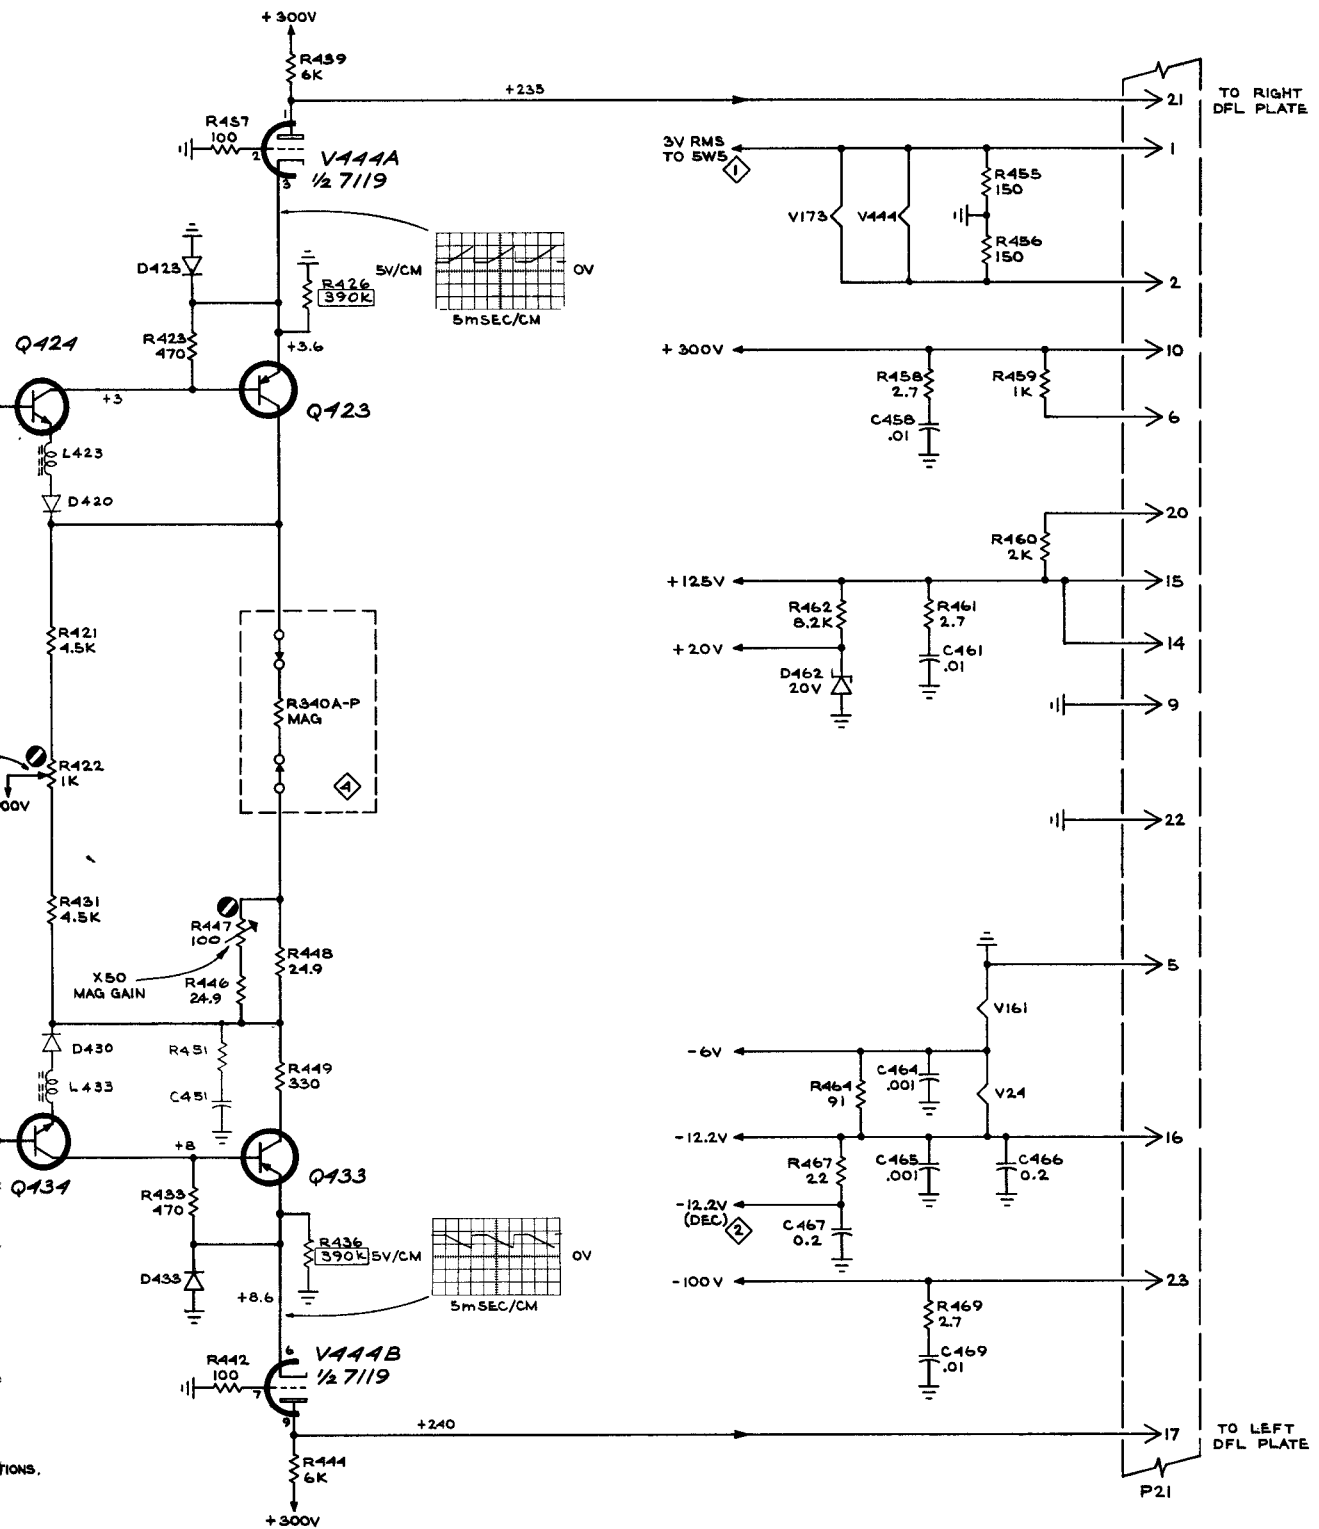 +300V
R439
6K
+235
21
TO RIGHT
DFL PLATE
R437
100
1
2
3
V444A
1/2 7119
3V RMS
TO SW5
1
1
V173
V444
R455
150
R456
150
2
D423
R426
390K
5V/CM
0V
5mSEC/CM
Q424
R423
470
+3.6
+3
Q423
+300V
10
R458
2.7
R459
1K
C458
.01
6
L423
D420
20
R460
2K
+125V
15
R462
8.2K
R461
2.7
R421
4.5K
+20V
14
D462
20V
C461
.01
R340A-P
MAG
9
R422
1K
00V
4
22
R431
4.5K
R447
100
R448
24.9
X50
MAG GAIN
R446
24.9
5
V161
D430
R451
R449
330
-6V
C464
.001
L433
C451
R464
91
V24
+8
-12.2V
16
Q434
Q433
R467
22
C465
.001
C466
0.2
R433
470
-12.2V
(DEC)
2
C467
0.2
R436
390K
5V/CM
0V
D433
-100V
23
+8.6
5mSEC/CM
R469
2.7
C469
.01
V444B
1/2 7119
R442
100
6
7
9
+240
17
TO LEFT
DFL PLATE
R444
6K
TIONS.
P21
+300V